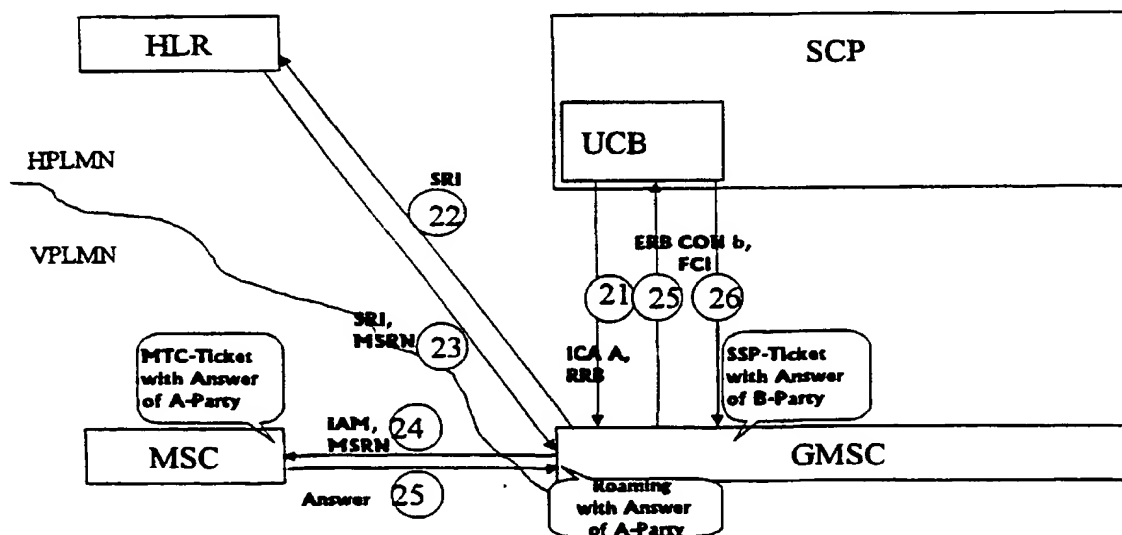 HLR
SCP
UCB
HPLMN
SRI
22
VPLMN
ERB CON b,
FCI
21
25
26
SRI,
MSRN
23
MTC-Ticket
with Answer
of A-Party
ICA A,
RRB
SSP-Ticket
with Answer
of B-Party
IAM,
MSRN
24
MSC
GMSC
Answer
25
Roaming
with Answer
of A-Party